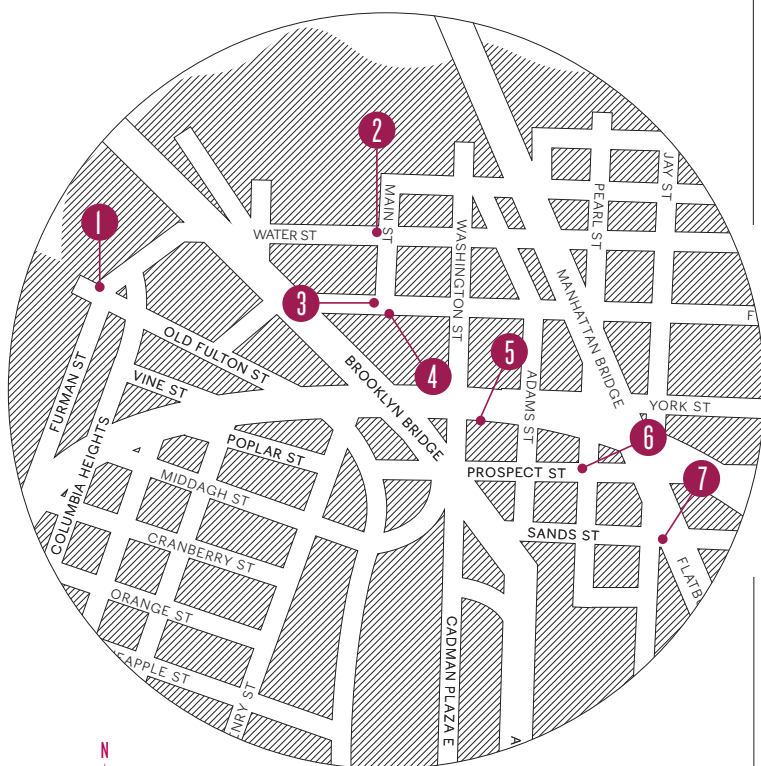 2
1
MAIN ST
WATER ST
WASHINGTON ST
PEARL ST
JAY ST
3
4
5
MANHATTAN BRIDGE
F
OLD FULTON ST
BROOKLYN BRIDGE
ADAMS ST
FURMAN ST
VINE ST
YORK ST
COLUMBIA HEIGHTS
POPLAR ST
6
PROSPECT ST
7
MIDDAGH ST
CRANBERRY ST
SANDS ST
FLATB
ORANGE ST
EAPPLE ST
NRY ST
CADMAN PLAZA E
A
N